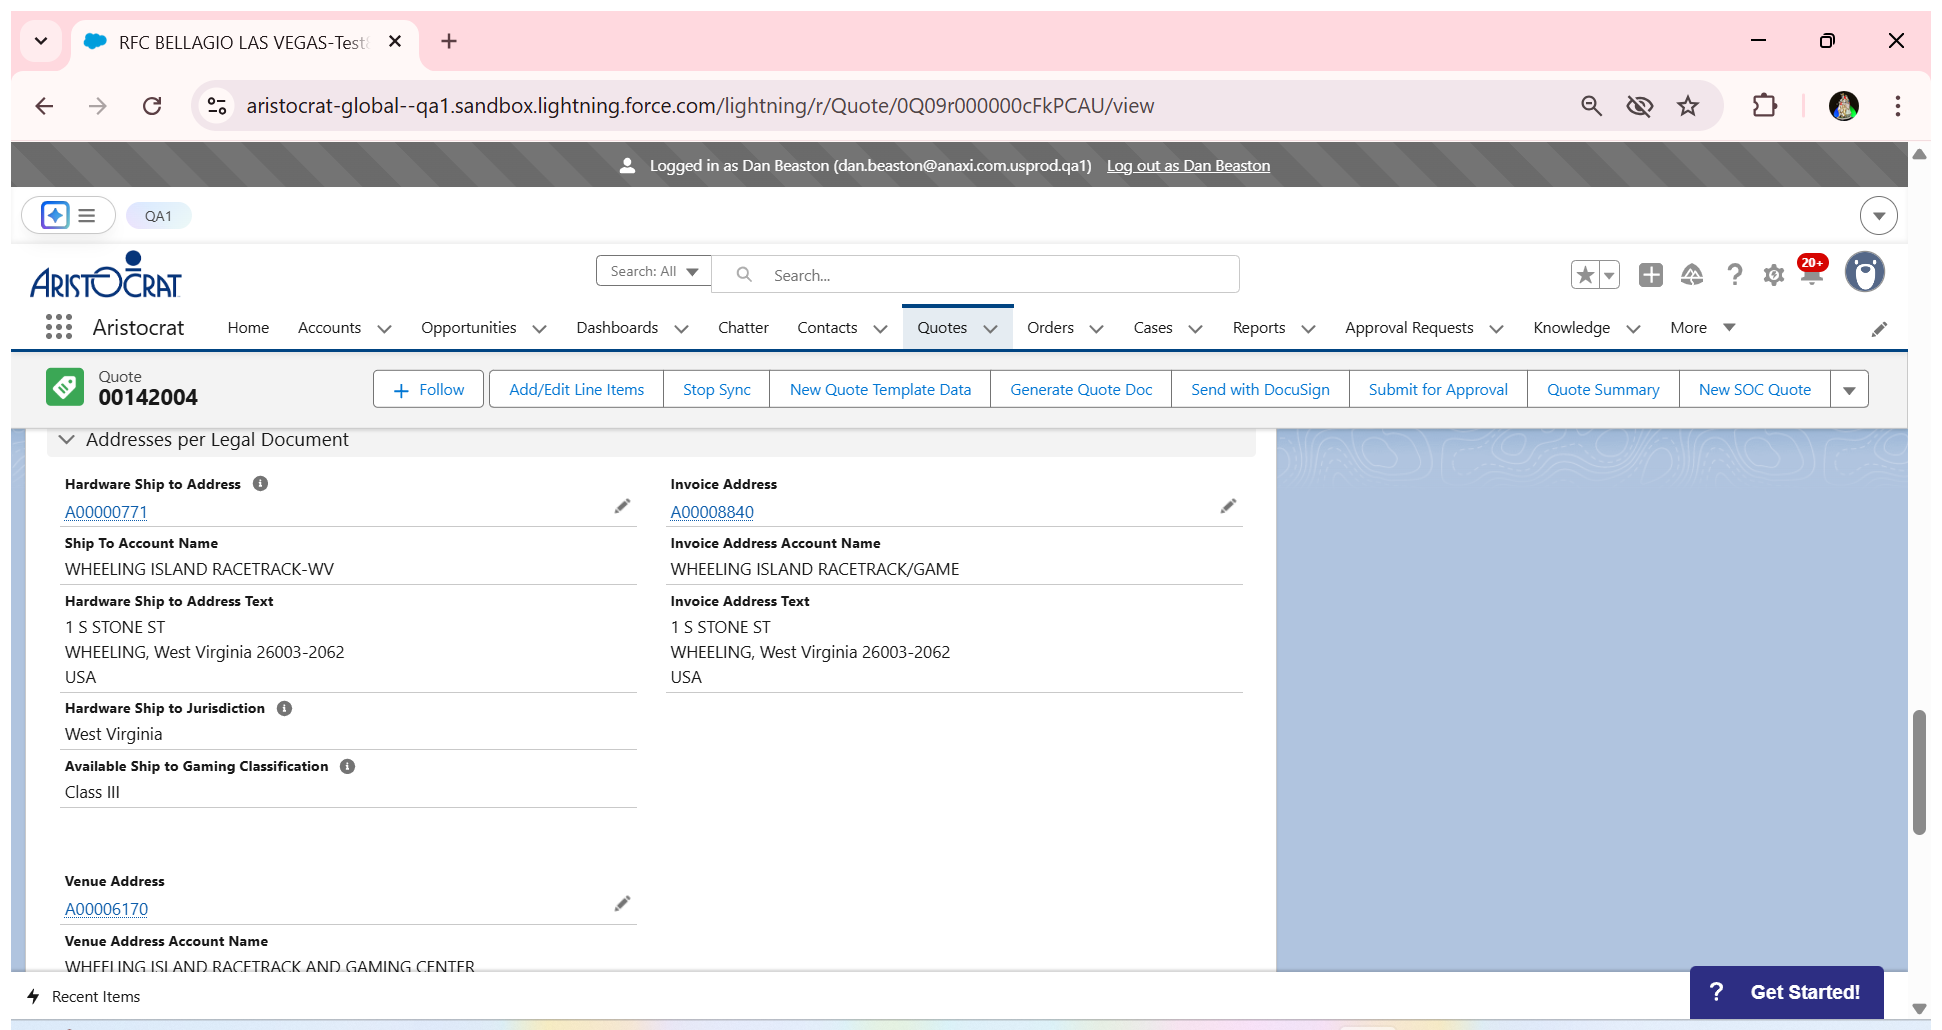 RFC BELLAGIO LAS VEGAS-Test
aristocrat-global--qa1.sandbox.lightning.force.com/lightning/r/Quote/0Q09r000000cFkPCAU/view
Logged in as Dan Beaston (dan.beaston@anaxi.com.usprod.qa1) Log out as Dan Beaston
QA1
ARISTOCRAT
Search: All
Search...
20+
Aristocrat Home Accounts Opportunities Dashboards Chatter Contacts Quotes Orders Cases Reports Approval Requests Knowledge More
Quote
00142004
Follow Add/Edit Line Items Stop Sync New Quote Template Data Generate Quote Doc Send with DocuSign Submit for Approval Quote Summary New SOC Quote
Addresses per Legal Document
Hardware Ship to Address
A00000771
Ship To Account Name
WHEELING ISLAND RACETRACK-WV
Hardware Ship to Address Text
1 S STONE ST
WHEELING, West Virginia 26003-2062
USA
Hardware Ship to Jurisdiction
West Virginia
Available Ship to Gaming Classification
Class III
Invoice Address
A00008840
Invoice Address Account Name
WHEELING ISLAND RACETRACK/GAME
Invoice Address Text
1 S STONE ST
WHEELING, West Virginia 26003-2062
USA
Venue Address
A00006170
Venue Address Account Name
WHEELING ISLAND RACETRACK AND GAMING CENTER
Recent Items
? Get Started!